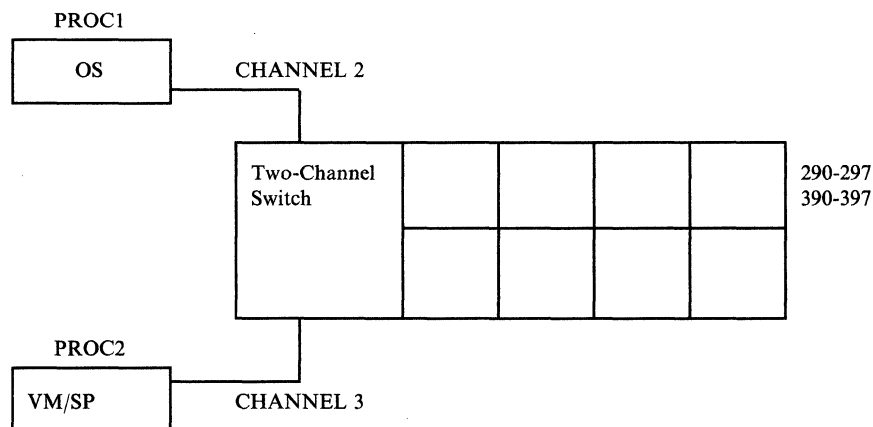 PROC1
OS
CHANNEL 2
Two-Channel
Switch
290-297
390-397
PROC2
VM/SP
CHANNEL 3